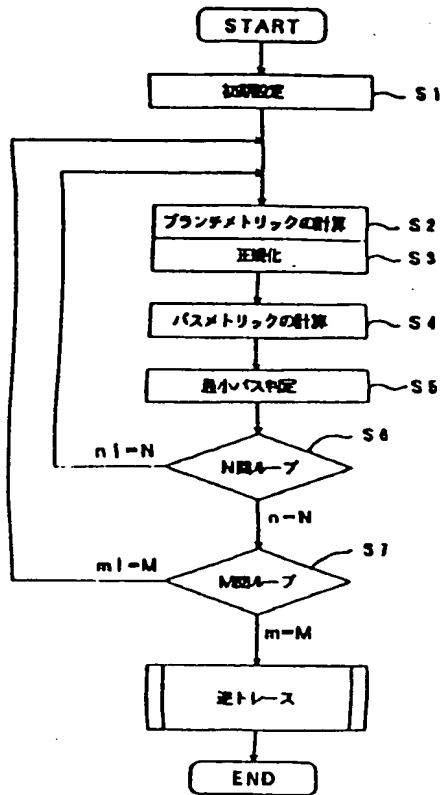 START
初期設定
S1
ブランチメトリックの計算
S2
正規化
S3
パスメトリックの計算
S4
最小パス判定
S5
S6
n!=N
N回ループ
n=N
S7
m!=M
M回ループ
m=M
逆トレース
END